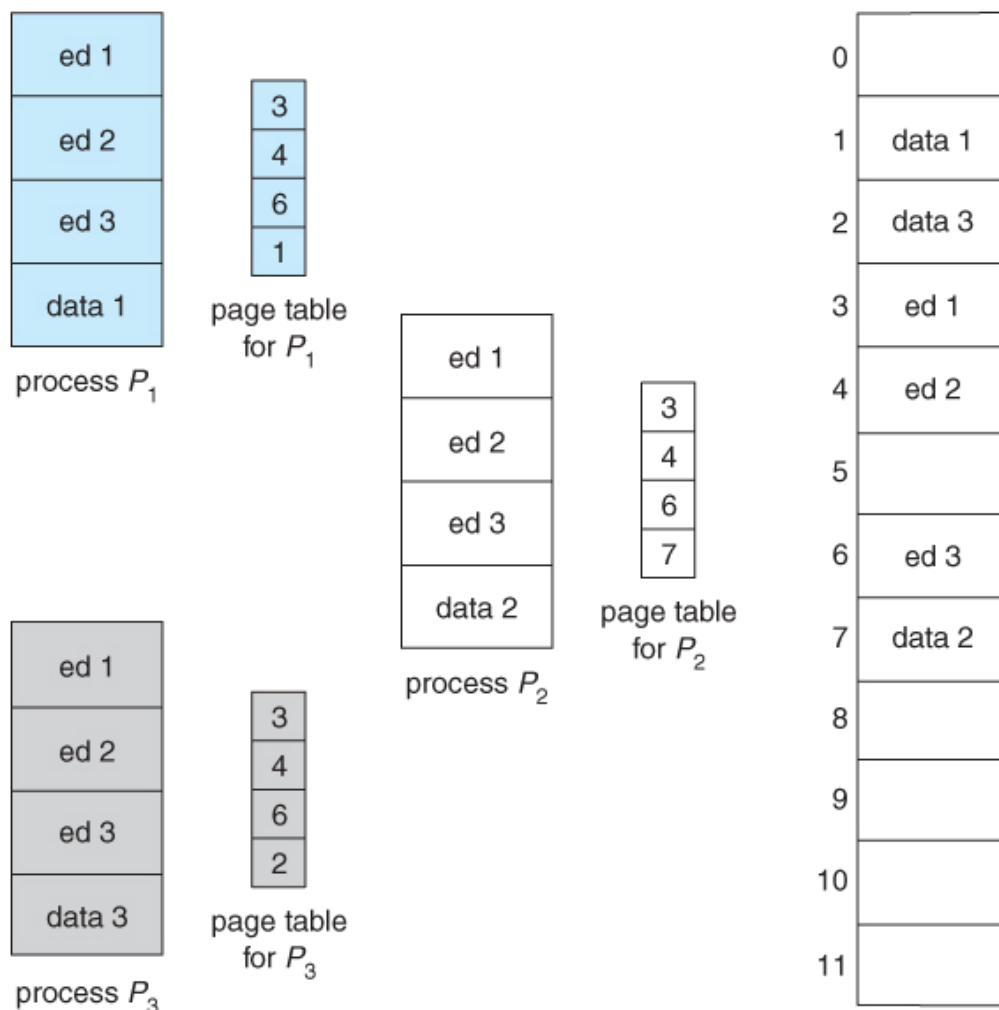 ed 1
ed 2
ed 3
data 1
process P1
3
4
6
1
page table
for P1
ed 1
ed 2
ed 3
data 2
process P2
3
4
6
7
page table
for P2
ed 1
ed 2
ed 3
data 3
process P3
3
4
6
2
page table
for P3
0
1 data 1
2 data 3
3 ed 1
4 ed 2
5
6 ed 3
7 data 2
8
9
10
11